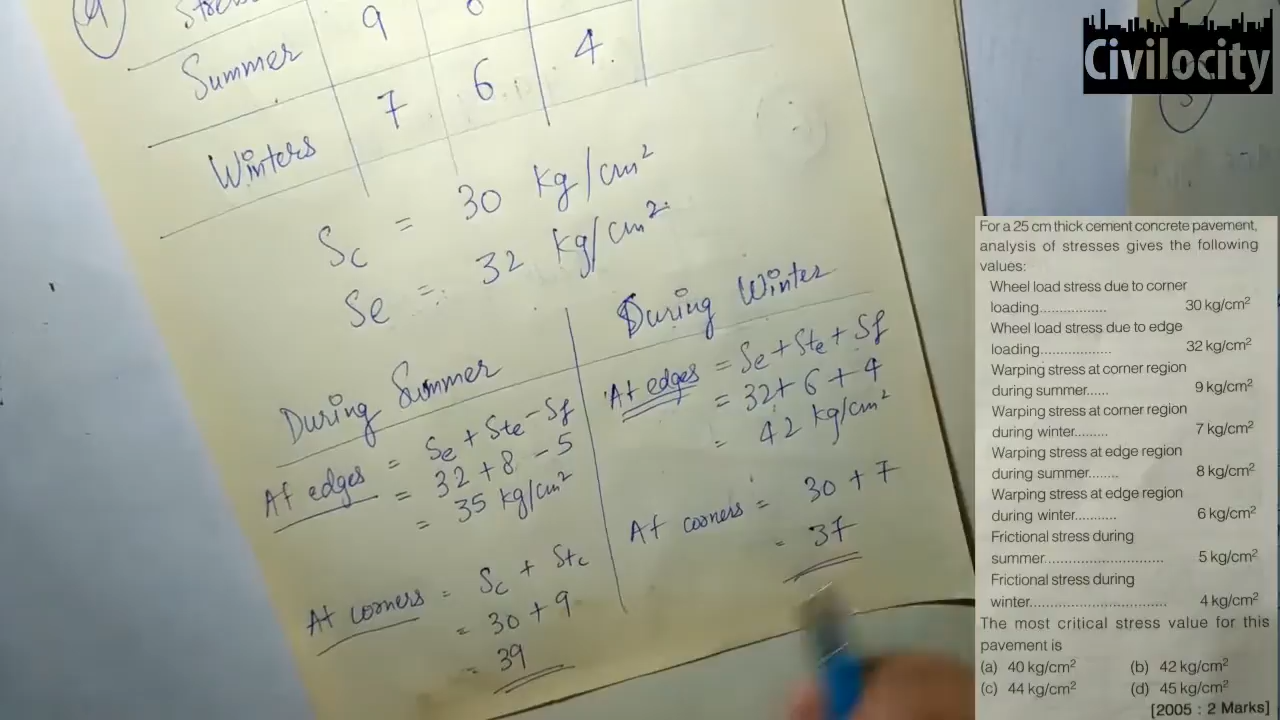 4
Stress
9
Summer
7
6
4
Winters
Sc = 30 kg/cm²
Se = 32 kg/cm²
During Summer
At edges = Se + Ste - Sf
= 32 + 8 - 5
= 35 kg/cm²
At corners = Sc + Stc
= 30 + 9
= 39
During Winter
At edges = Se + Ste + Sf
= 32 + 6 + 4
= 42 kg/cm²
At corners = 30 + 7
= 37
Civilocity
For a 25 cm thick cement concrete pavement,
analysis of stresses gives the following
values:
Wheel load stress due to corner
loading................ 30 kg/cm²
Wheel load stress due to edge
loading.................. 32 kg/cm²
Warping stress at corner region
during summer...... 9 kg/cm²
Warping stress at corner region
during winter......... 7 kg/cm²
Warping stress at edge region
during summer........ 8 kg/cm²
Warping stress at edge region
during winter........... 6 kg/cm²
Frictional stress during
summer................................ 5 kg/cm²
Frictional stress during
winter..................................... 4 kg/cm²
The most critical stress value for this
pavement is
(a) 40 kg/cm² (b) 42 kg/cm²
(c) 44 kg/cm² (d) 45 kg/cm²
[2005 : 2 Marks]